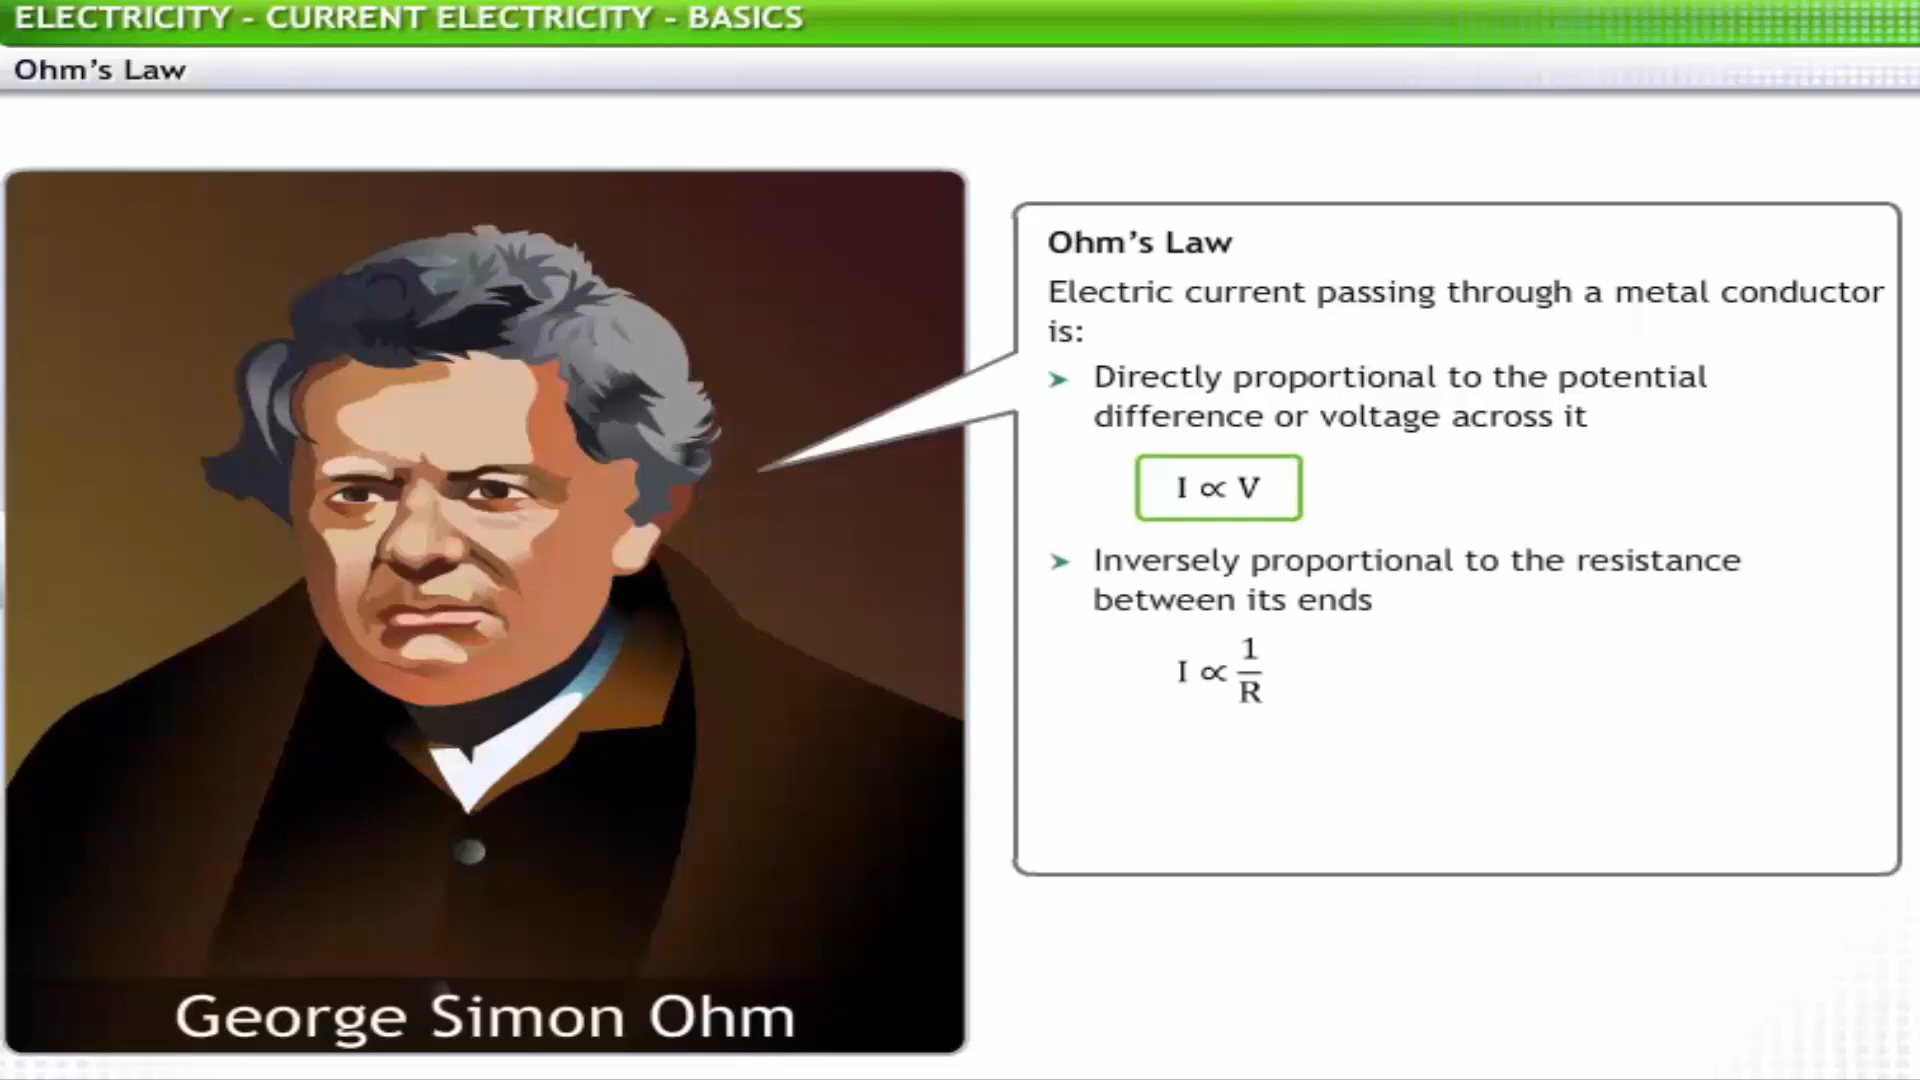 ELECTRICITY - CURRENT ELECTRICITY - BASICS
Ohm's Law
Ohm's Law
Electric current passing through a metal conductor
is:
➤ Directly proportional to the potential
difference or voltage across it
I ∝ V
➤ Inversely proportional to the resistance
between its ends
I ∝ 1/R
George Simon Ohm